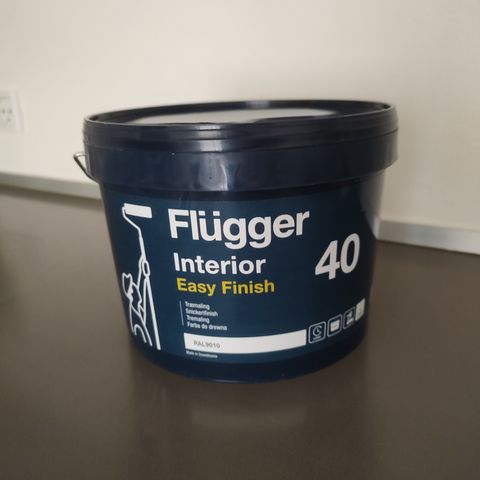 Flügger
Interior
40
Easy Finish
Træmaling
Snickerifinish
Tremaling
Farba do drewna
RAL9010
Made in Scandinavia